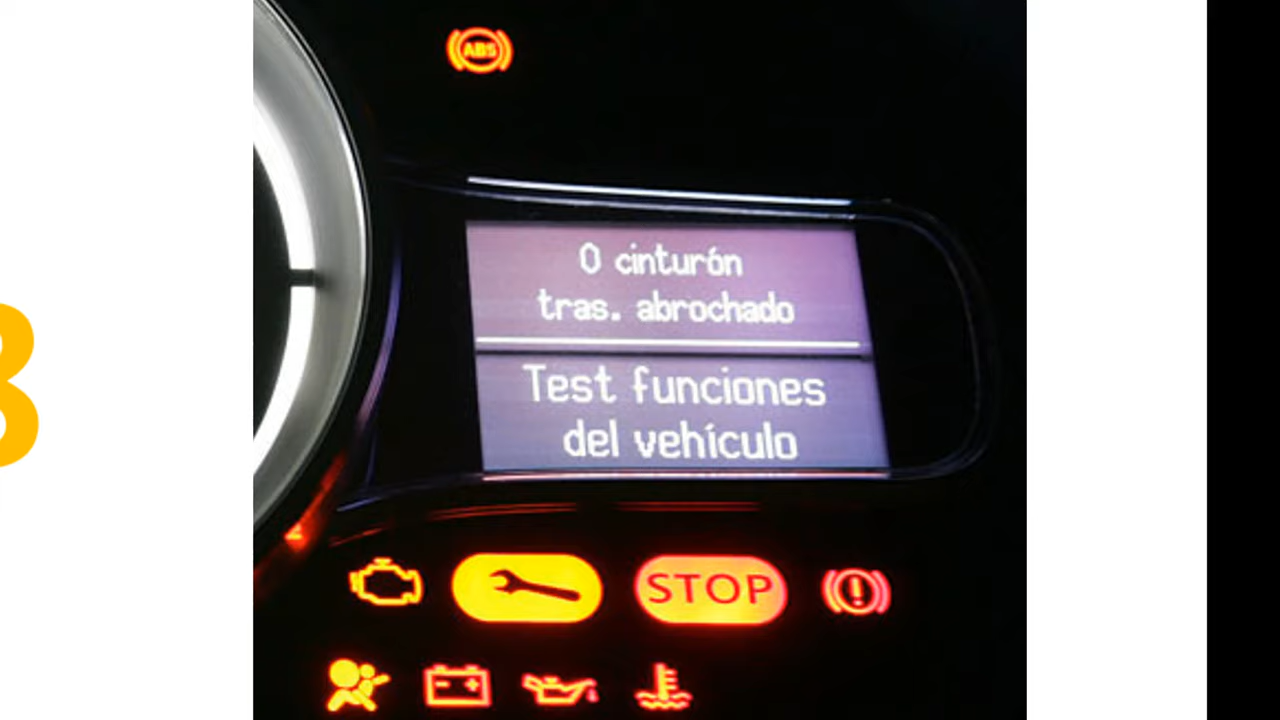 ABS
0 cinturón
tras. abrochado
Test funciones
del vehículo
STOP